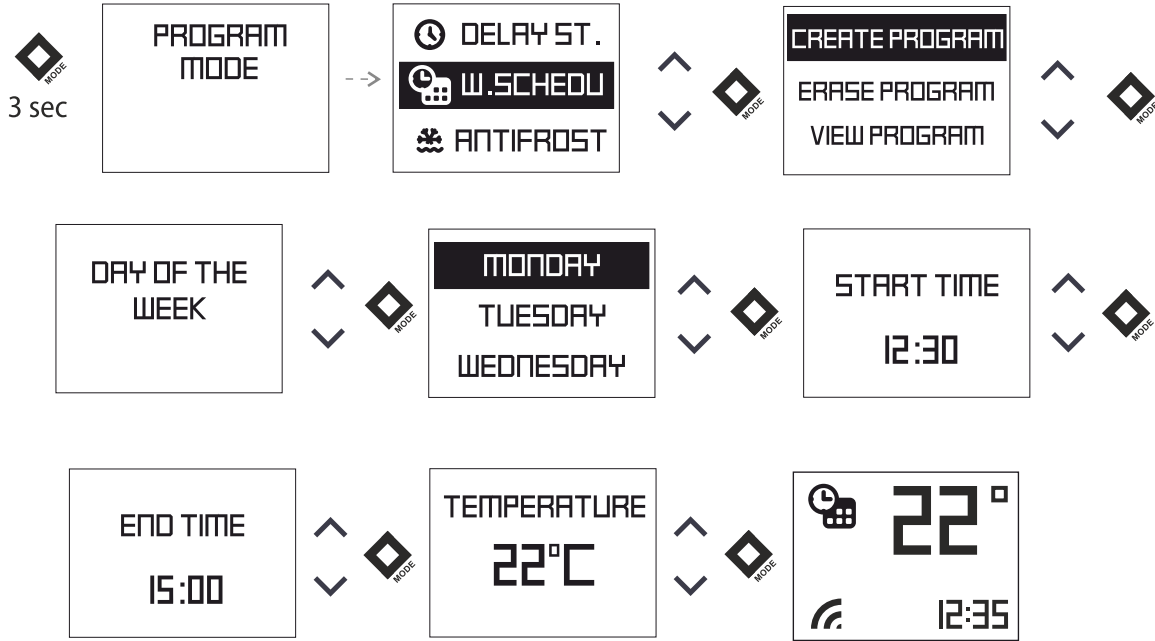 MODE
3 sec
PROGRAM
MODE
DELAY ST.
W.SCHEDU
ANTIFROST
MODE
CREATE PROGRAM
ERASE PROGRAM
VIEW PROGRAM
MODE
DAY OF THE
WEEK
MODE
MONDAY
TUESDAY
WEDNESDAY
MODE
START TIME
12:30
MODE
END TIME
15:00
MODE
TEMPERATURE
22°C
MODE
22°
12:35